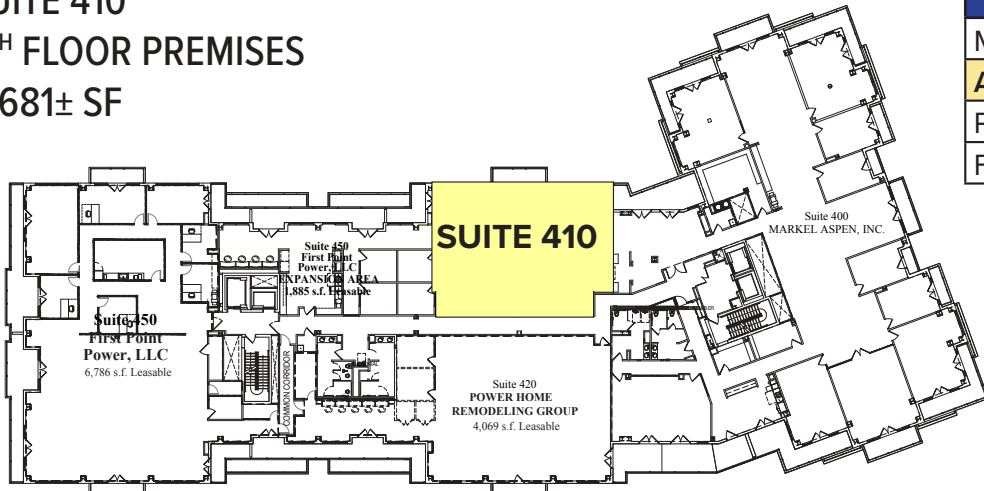 SUITE 410
TH FLOOR PREMISES
681± SF
SUITE 410
Suite 450
First Point
Power, LLC
EXPANSION AREA
1,885 s.f. Leasable
Suite 400
MARKEL ASPEN, INC.
Suite 450
First Point
Power, LLC
6,786 s.f. Leasable
COMMON CORRIDOR
Suite 420
POWER HOME
REMODELING GROUP
4,069 s.f. Leasable